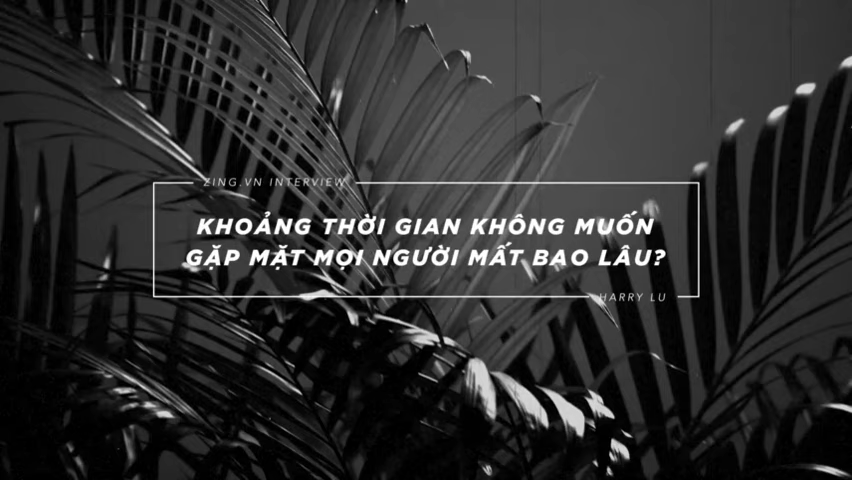 ZING.VN INTERVIEW
KHOẢNG THỜI GIAN KHÔNG MUỐN
GẶP MẶT MỌI NGƯỜI MẤT BAO LÂU?
HARRY LU